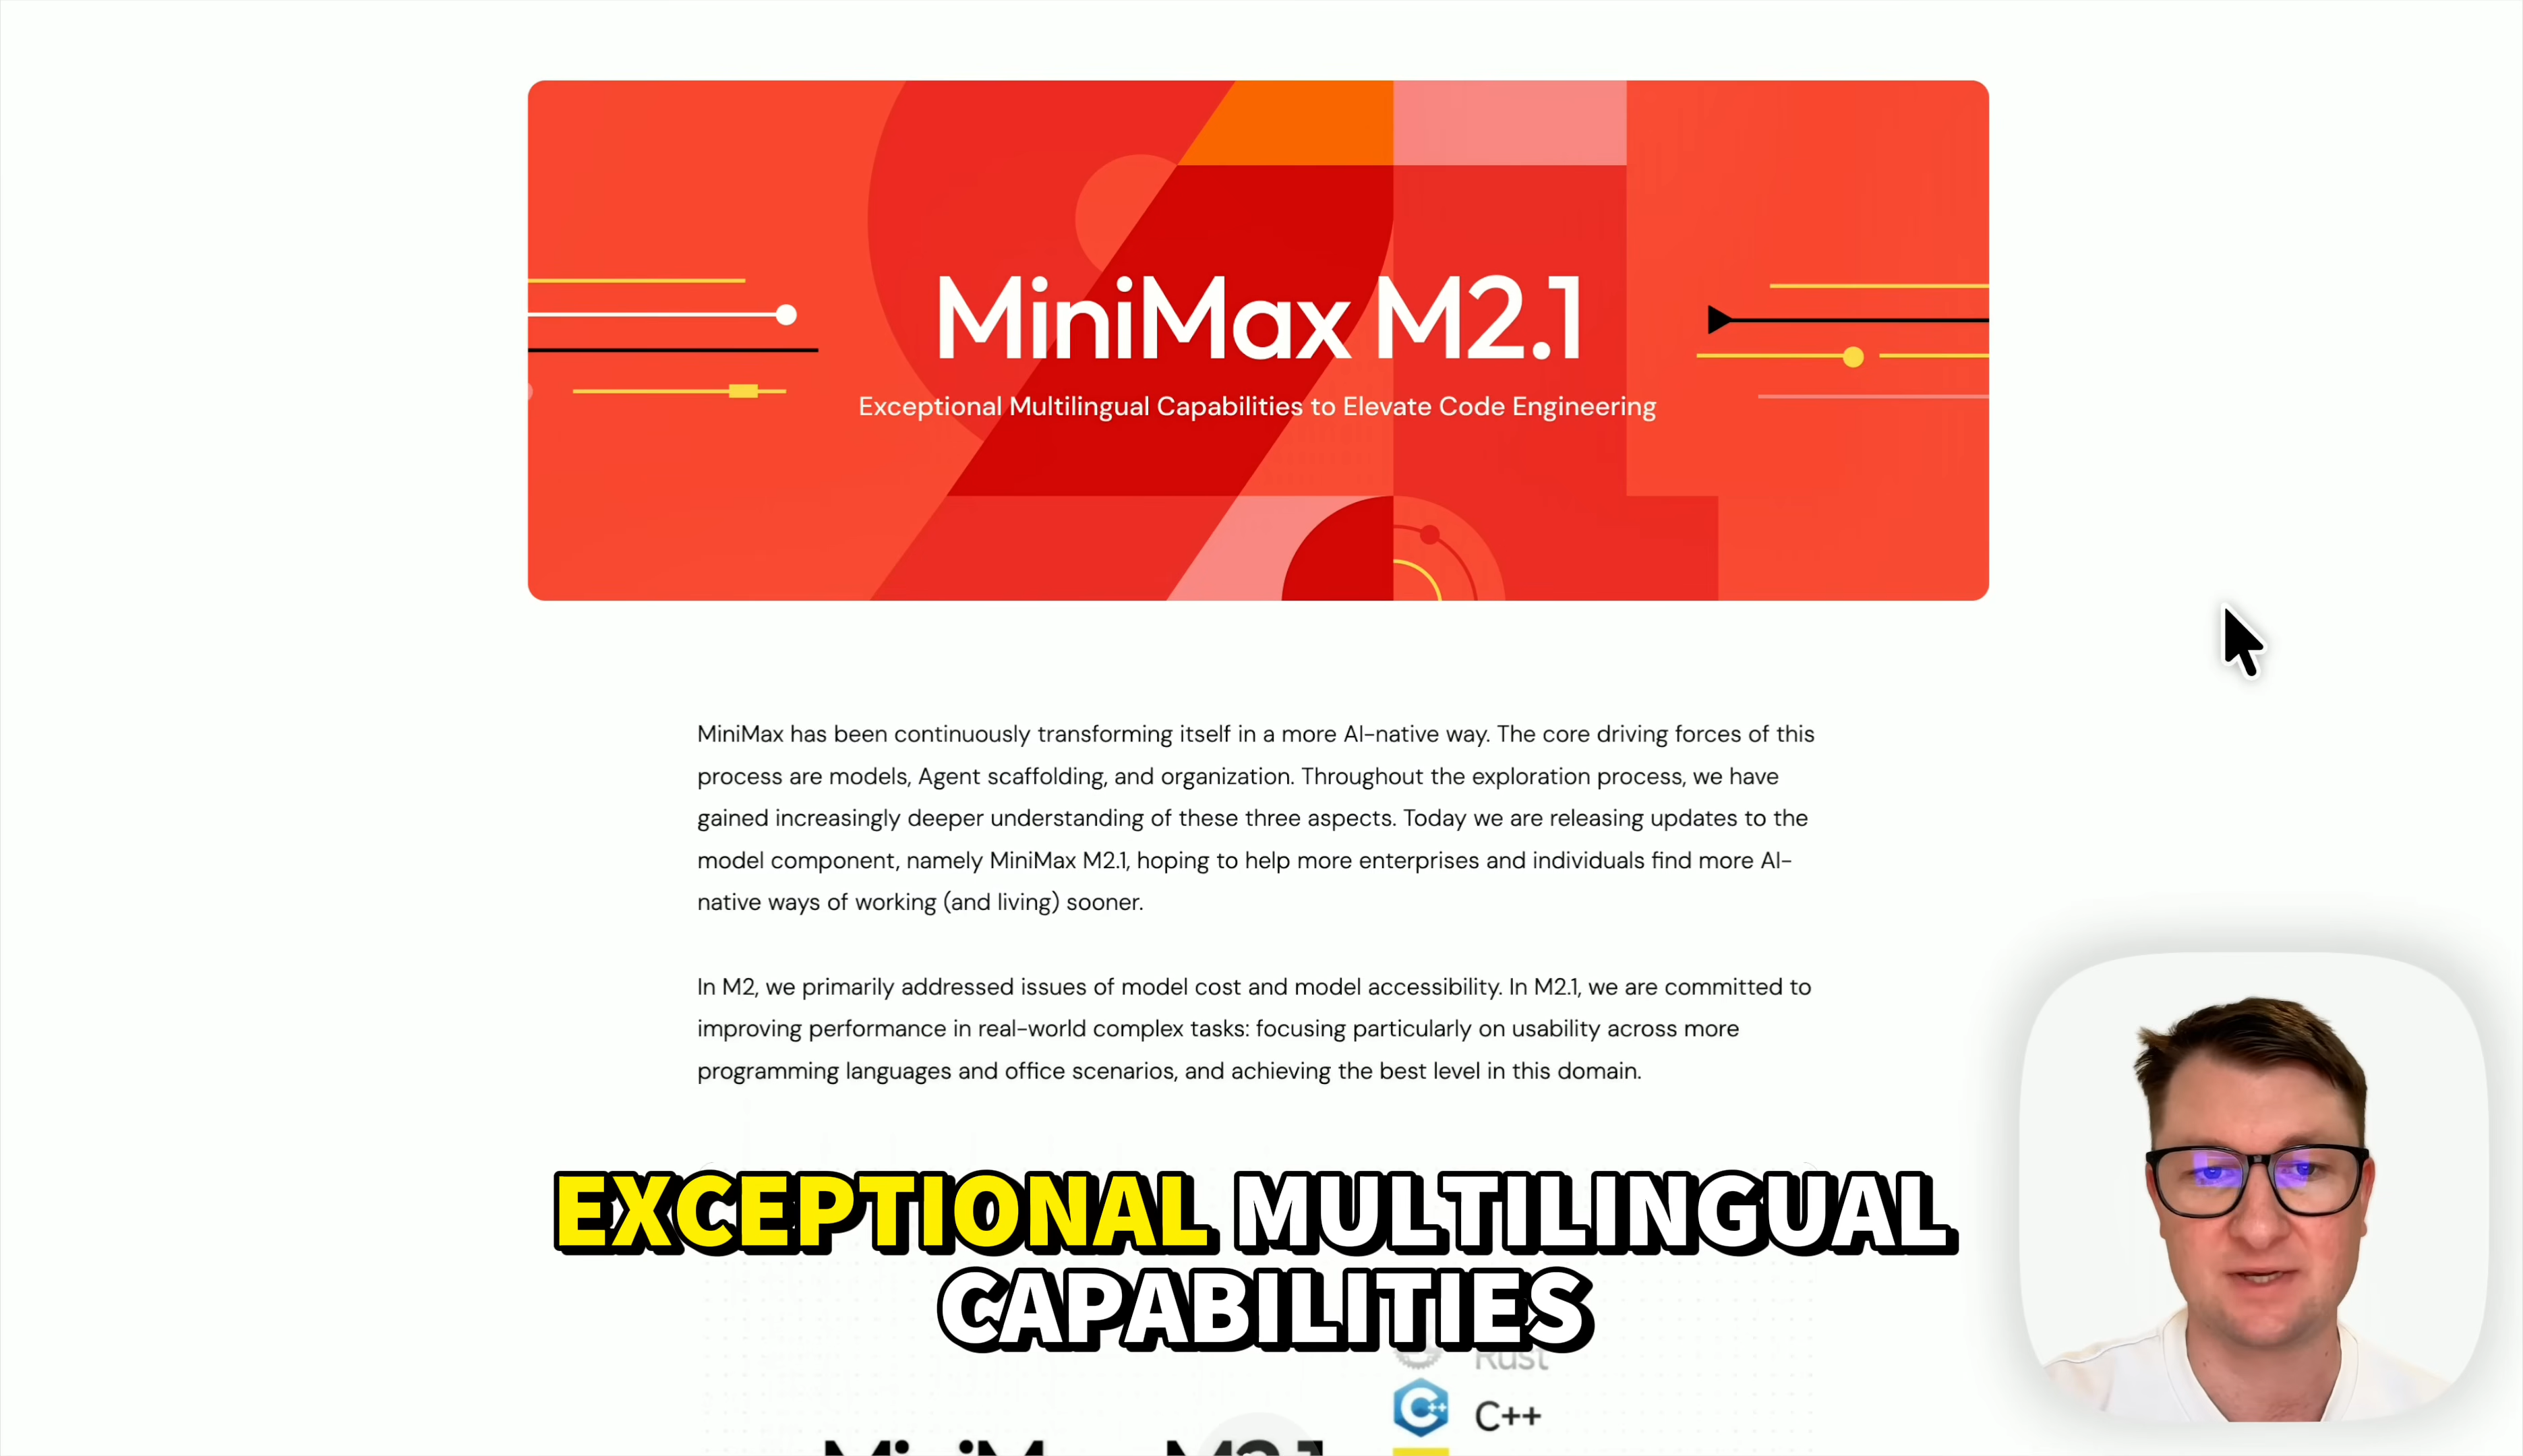 MiniMax M2.1
Exceptional Multilingual Capabilities to Elevate Code Engineering
MiniMax has been continuously transforming itself in a more AI-native way. The core driving forces of this
process are models, Agent scaffolding, and organization. Throughout the exploration process, we have
gained increasingly deeper understanding of these three aspects. Today we are releasing updates to the
model component, namely MiniMax M2.1, hoping to help more enterprises and individuals find more AI-
native ways of working (and living) sooner.
In M2, we primarily addressed issues of model cost and model accessibility. In M2.1, we are committed to
improving performance in real-world complex tasks: focusing particularly on usability across more
programming languages and office scenarios, and achieving the best level in this domain.
EXCEPTIONAL MULTILINGUAL
CAPABILITIES
Rust
C++
MiniMax M2.1